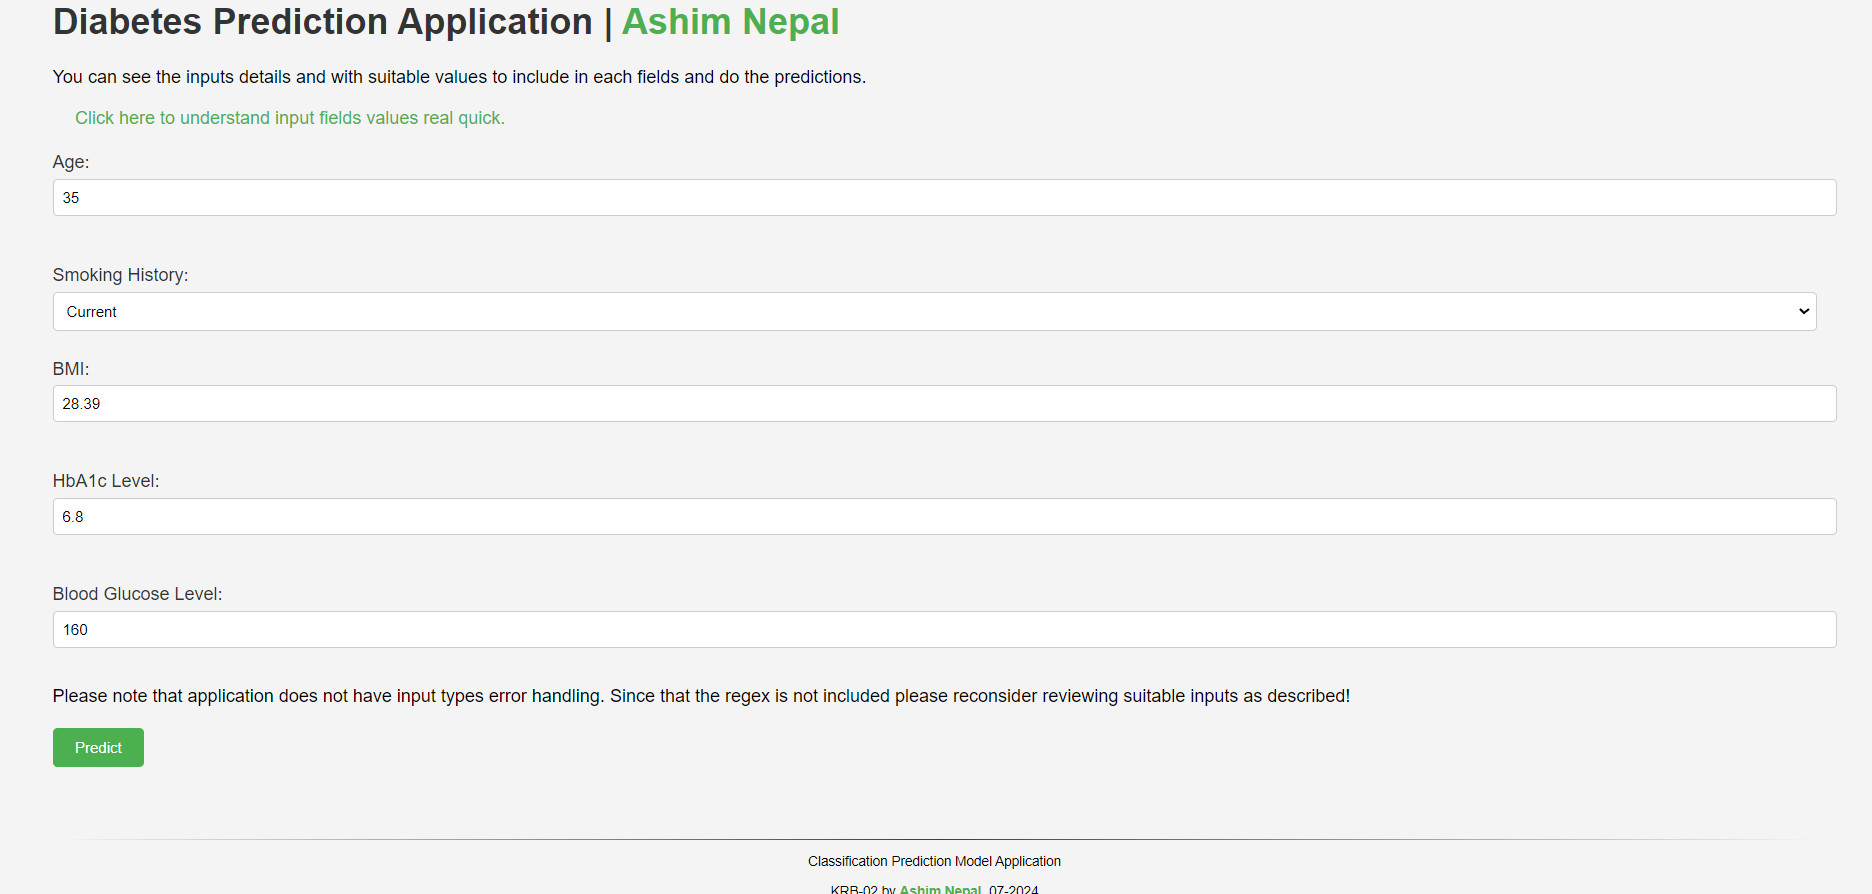 Diabetes Prediction Application | Ashim Nepal
You can see the inputs details and with suitable values to include in each fields and do the predictions.
Click here to understand input fields values real quick.
Age:
35
Smoking History:
Current
BMI:
28.39
HbA1c Level:
6.8
Blood Glucose Level:
160
Please note that application does not have input types error handling. Since that the regex is not included please reconsider reviewing suitable inputs as described!
Predict
Classification Prediction Model Application
KRB-02 by Ashim Nepal, 07-2024